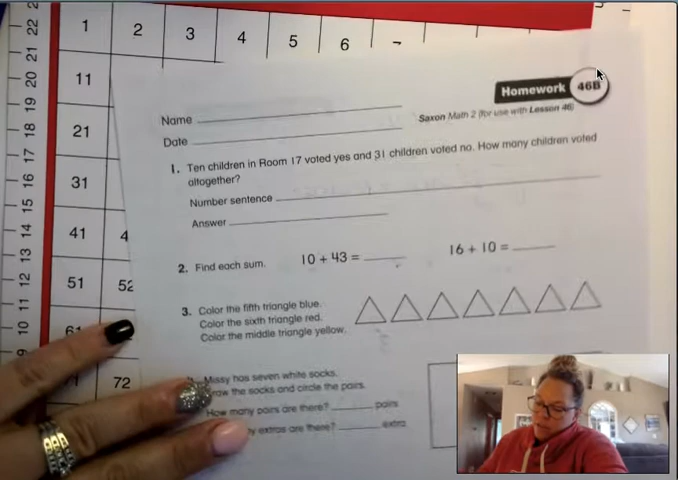 1 2 3 4 5 6
11
21
31
41 4
51 52
61
72
22
21
20
19
18
17
16
15
14
13
12
11
10
9
Homework 46B
Saxon Math 2 (for use with Lesson 46)
Name
Date
1. Ten children in Room 17 voted yes and 31 children voted no. How many children voted
altogether?
Number sentence
Answer
2. Find each sum. 10 + 43 = 16 + 10 =
3. Color the fifth triangle blue.
Color the sixth triangle red.
Color the middle triangle yellow.
Missy has seven white socks.
the socks and circle the pairs.
How many pairs are there? pairs
extras are there? extra